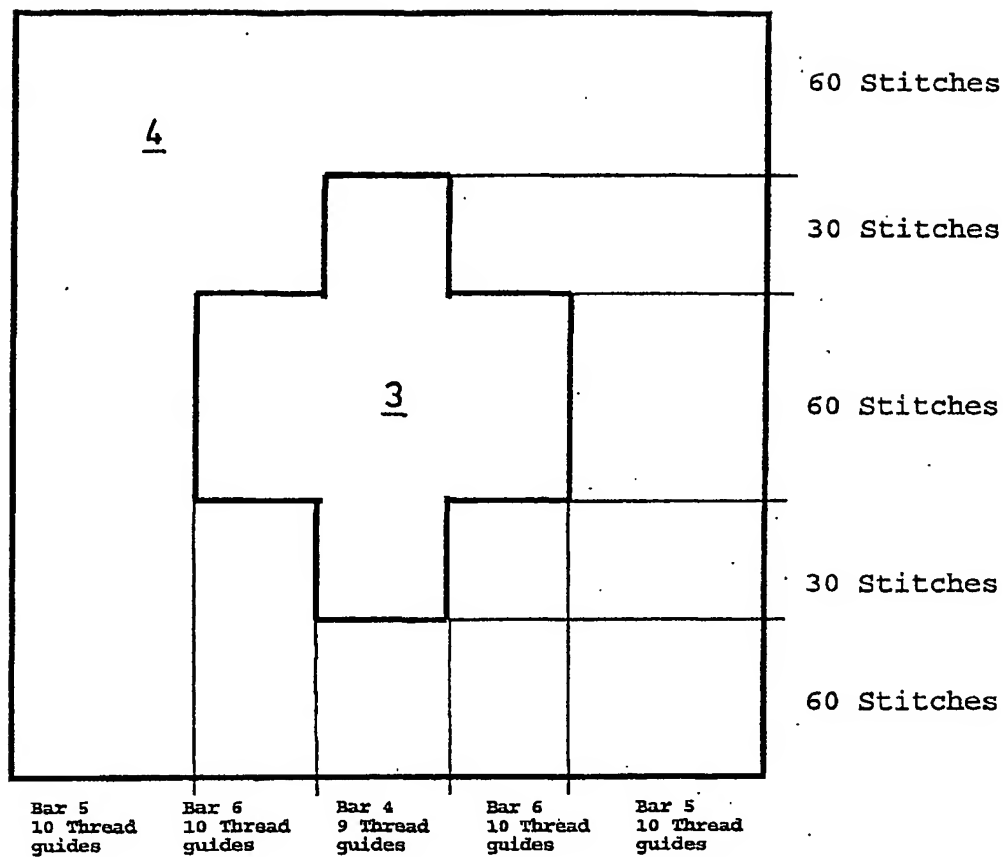 60 Stitches
4
30 Stitches
3
60 Stitches
30 Stitches
60 Stitches
Bar 5
10 Thread
guides
Bar 6
10 Thread
guides
Bar 4
9 Thread
guides
Bar 6
10 Thread
guides
Bar 5
10 Thread
guides